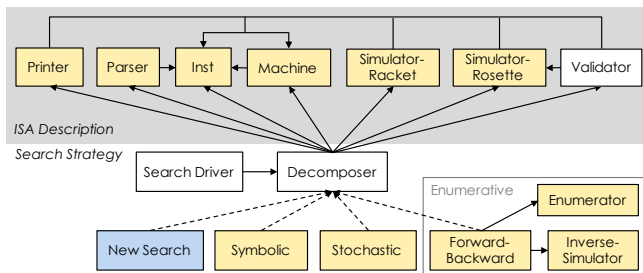 Printer
Parser
Inst
Machine
Simulator-
Racket
Simulator-
Rosette
Validator
ISA Description
Search Strategy
Search Driver
Decomposer
Enumerative
Enumerator
New Search
Symbolic
Stochastic
Forward-
Backward
Inverse-
Simulator